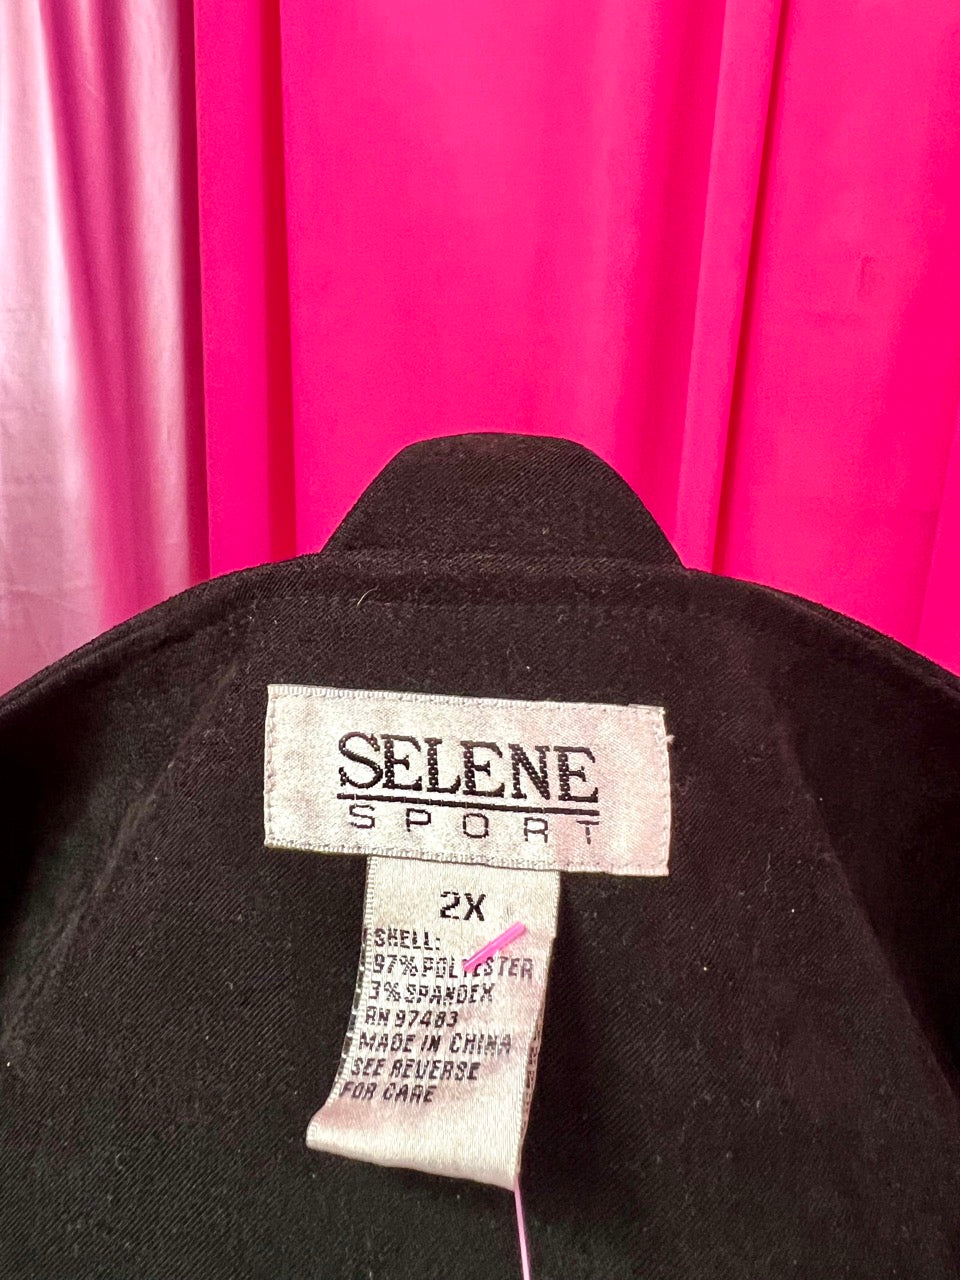 SELENE
SPORT
2X
SHELL:
97% POLYESTER
3% SPANDEX
RN 97483
MADE IN CHINA
SEE REVERSE
FOR CARE